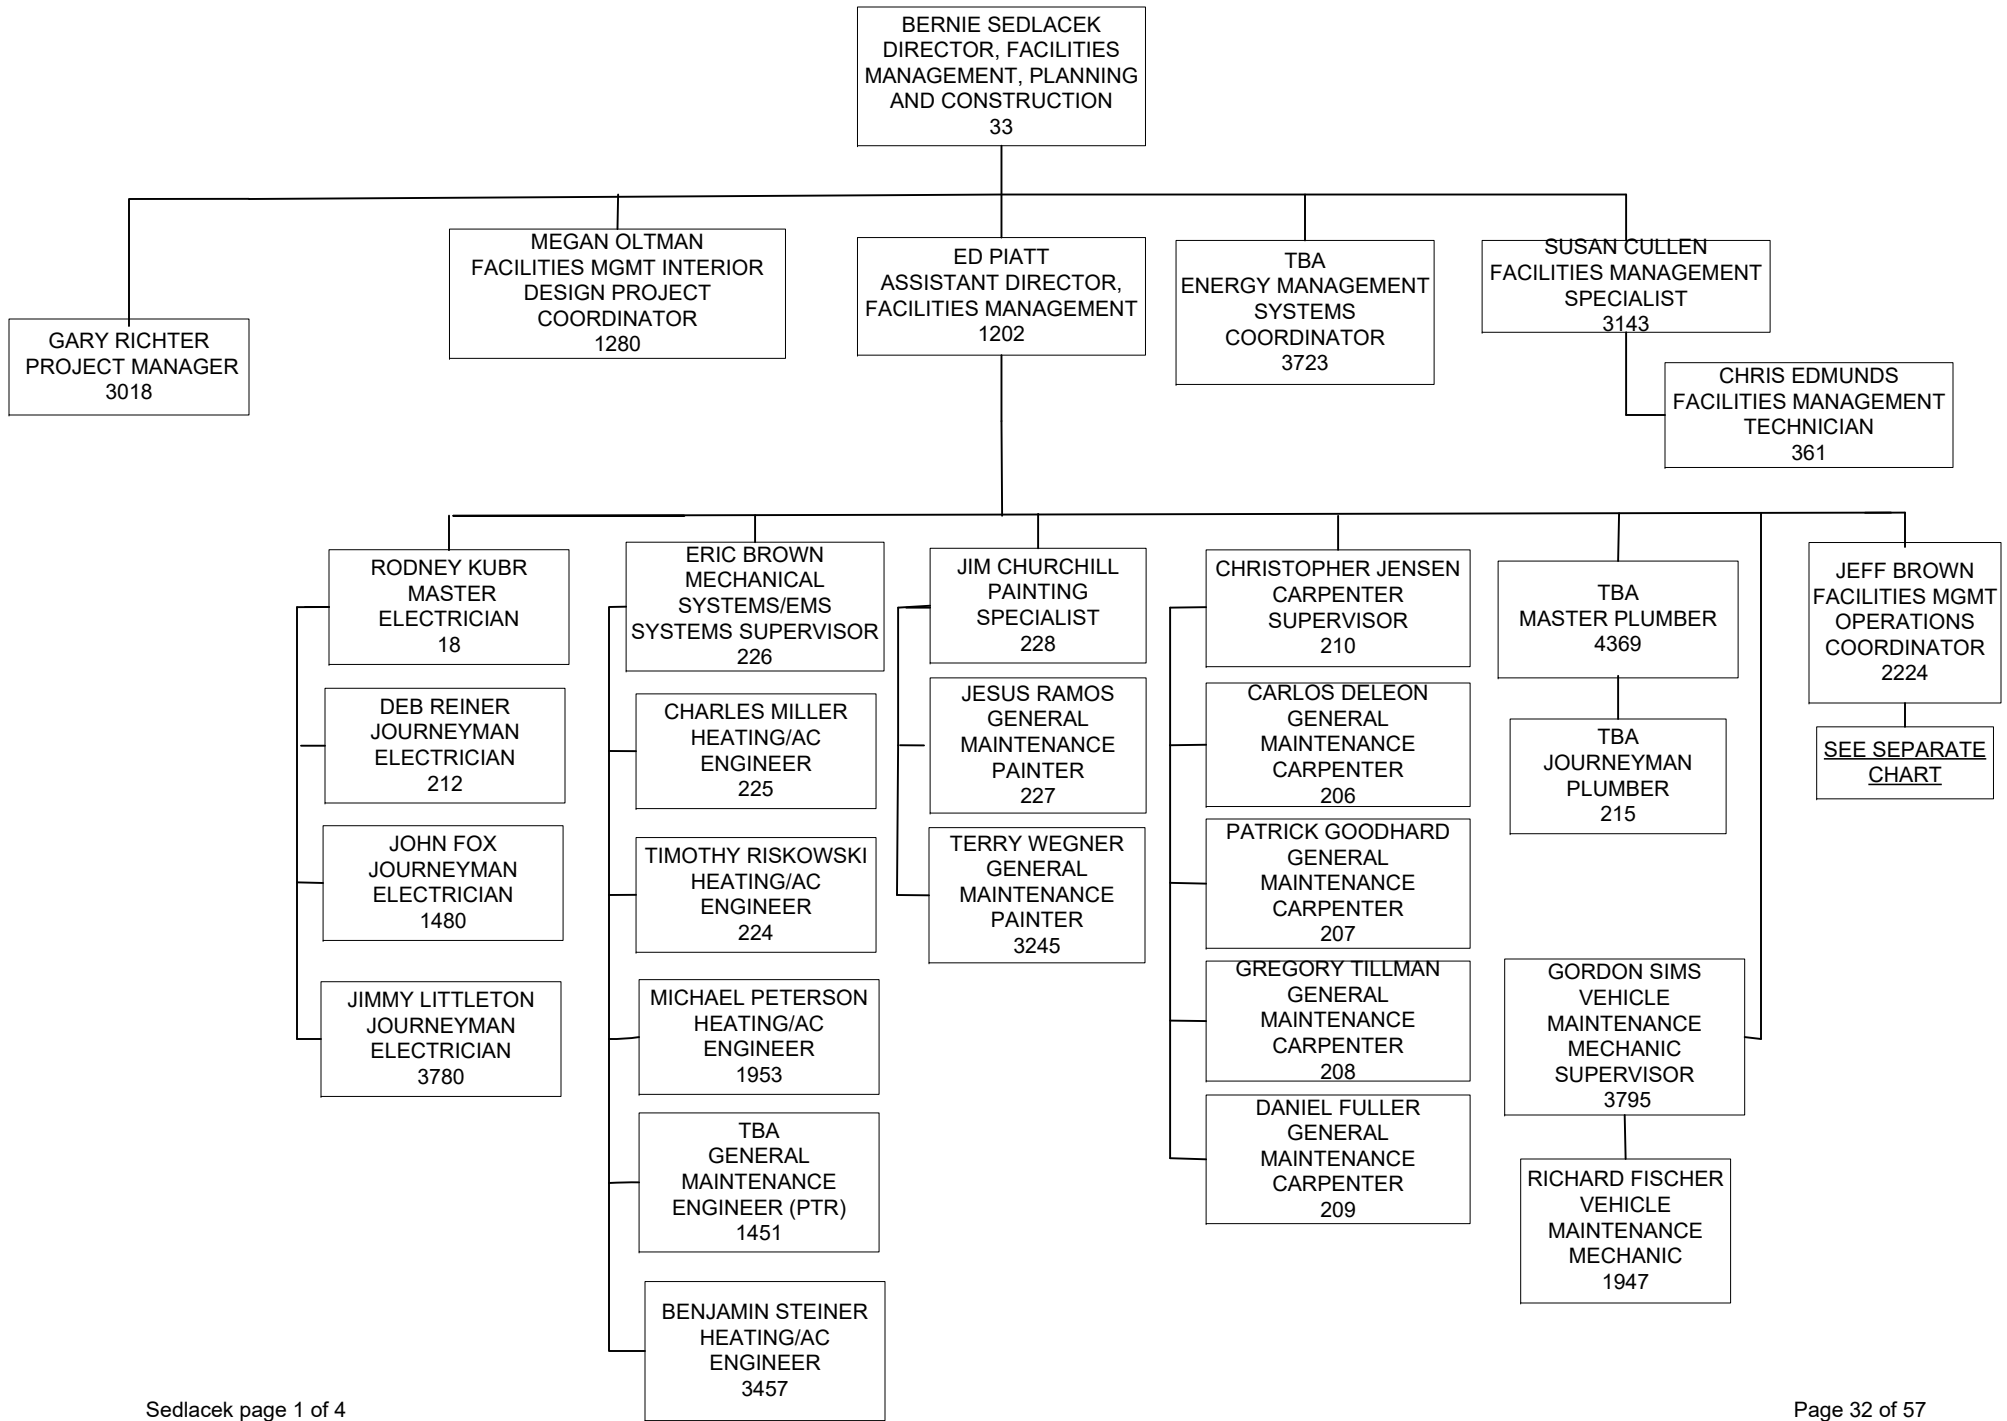 BERNIE SEDLACEK
DIRECTOR, FACILITIES
MANAGEMENT, PLANNING
AND CONSTRUCTION
33
GARY RICHTER
PROJECT MANAGER
3018
MEGAN OLTMAN
FACILITIES MGMT INTERIOR
DESIGN PROJECT
COORDINATOR
1280
ED PIATT
ASSISTANT DIRECTOR,
FACILITIES MANAGEMENT
1202
TBA
ENERGY MANAGEMENT
SYSTEMS
COORDINATOR
3723
SUSAN CULLEN
FACILITIES MANAGEMENT
SPECIALIST
3143
CHRIS EDMUNDS
FACILITIES MANAGEMENT
TECHNICIAN
361
RODNEY KUBR
MASTER
ELECTRICIAN
18
DEB REINER
JOURNEYMAN
ELECTRICIAN
212
JOHN FOX
JOURNEYMAN
ELECTRICIAN
1480
JIMMY LITTLETON
JOURNEYMAN
ELECTRICIAN
3780
ERIC BROWN
MECHANICAL
SYSTEMS/EMS
SYSTEMS SUPERVISOR
226
CHARLES MILLER
HEATING/AC
ENGINEER
225
TIMOTHY RISKOWSKI
HEATING/AC
ENGINEER
224
MICHAEL PETERSON
HEATING/AC
ENGINEER
1953
TBA
GENERAL
MAINTENANCE
ENGINEER (PTR)
1451
BENJAMIN STEINER
HEATING/AC
ENGINEER
3457
JIM CHURCHILL
PAINTING
SPECIALIST
228
JESUS RAMOS
GENERAL
MAINTENANCE
PAINTER
227
TERRY WEGNER
GENERAL
MAINTENANCE
PAINTER
3245
CHRISTOPHER JENSEN
CARPENTER
SUPERVISOR
210
CARLOS DELEON
GENERAL
MAINTENANCE
CARPENTER
206
PATRICK GOODHARD
GENERAL
MAINTENANCE
CARPENTER
207
GREGORY TILLMAN
GENERAL
MAINTENANCE
CARPENTER
208
DANIEL FULLER
GENERAL
MAINTENANCE
CARPENTER
209
TBA
MASTER PLUMBER
4369
TBA
JOURNEYMAN
PLUMBER
215
GORDON SIMS
VEHICLE
MAINTENANCE
MECHANIC
SUPERVISOR
3795
RICHARD FISCHER
VEHICLE
MAINTENANCE
MECHANIC
1947
JEFF BROWN
FACILITIES MGMT
OPERATIONS
COORDINATOR
2224
SEE SEPARATE
CHART
Sedlacek page 1 of 4
Page 32 of 57